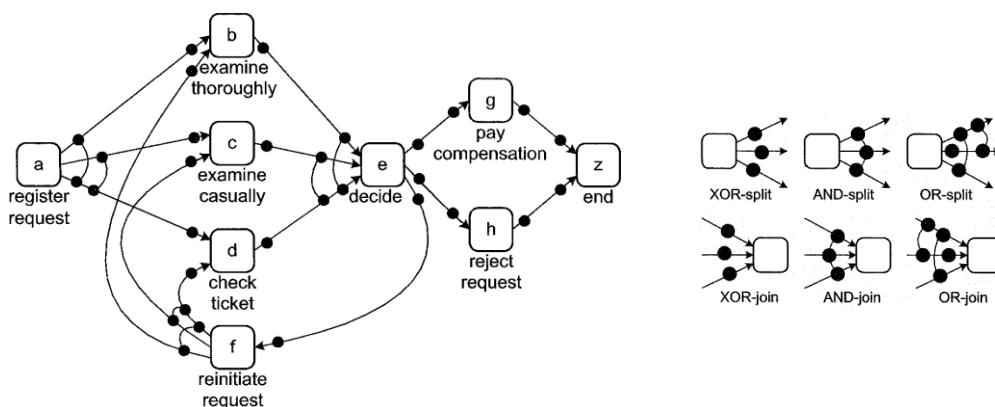 b
examine
thoroughly
a
register
request
c
examine
casually
d
check
ticket
f
reinitiate
request
e
decide
g
pay
compensation
h
reject
request
z
end
XOR-split
AND-split
OR-split
XOR-join
AND-join
OR-join